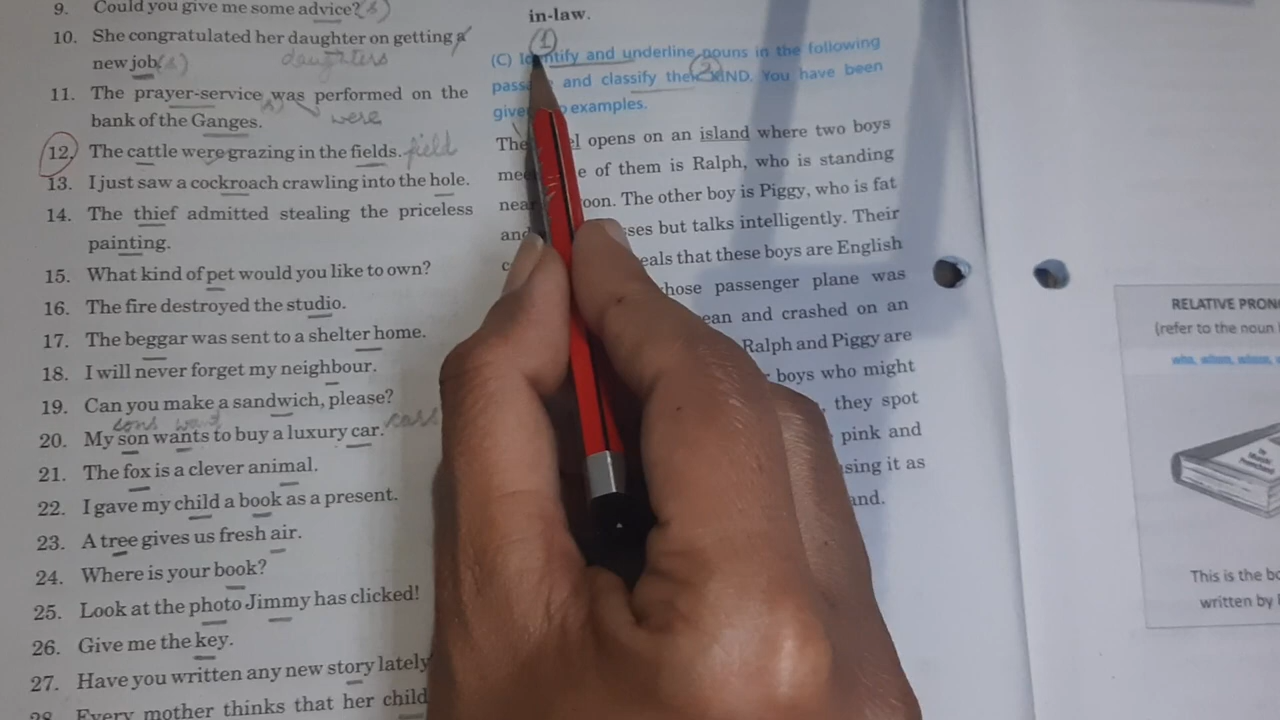 9. Could you give me some advice? (s)
10. She congratulated her daughter on getting a
daughters
new job. (s)
11. The prayer-service was performed on the
were
bank of the Ganges.
12. The cattle were grazing in the fields. field
13. I just saw a cockroach crawling into the hole.
14. The thief admitted stealing the priceless
painting.
15. What kind of pet would you like to own?
16. The fire destroyed the studio.
17. The beggar was sent to a shelter home.
18. I will never forget my neighbour.
19. Can you make a sandwich, please?
sons want cars
20. My son wants to buy a luxury car.
21. The fox is a clever animal.
22. I gave my child a book as a present.
23. A tree gives us fresh air.
24. Where is your book?
25. Look at the photo Jimmy has clicked!
26. Give me the key.
27. Have you written any new story lately
28. Every mother thinks that her child
in-law.
1
(C) Identify and underline nouns in the following
2
and classify their KIND. You have been
examples.
The opens on an island where two boys
of them is Ralph, who is standing
The other boy is Piggy, who is fat
and but talks intelligently. Their
that these boys are English
whose passenger plane was
and crashed on an
Ralph and Piggy are
boys who might
, they spot
pink and
it as
RELATIVE
(refer to the noun
This is the
written by